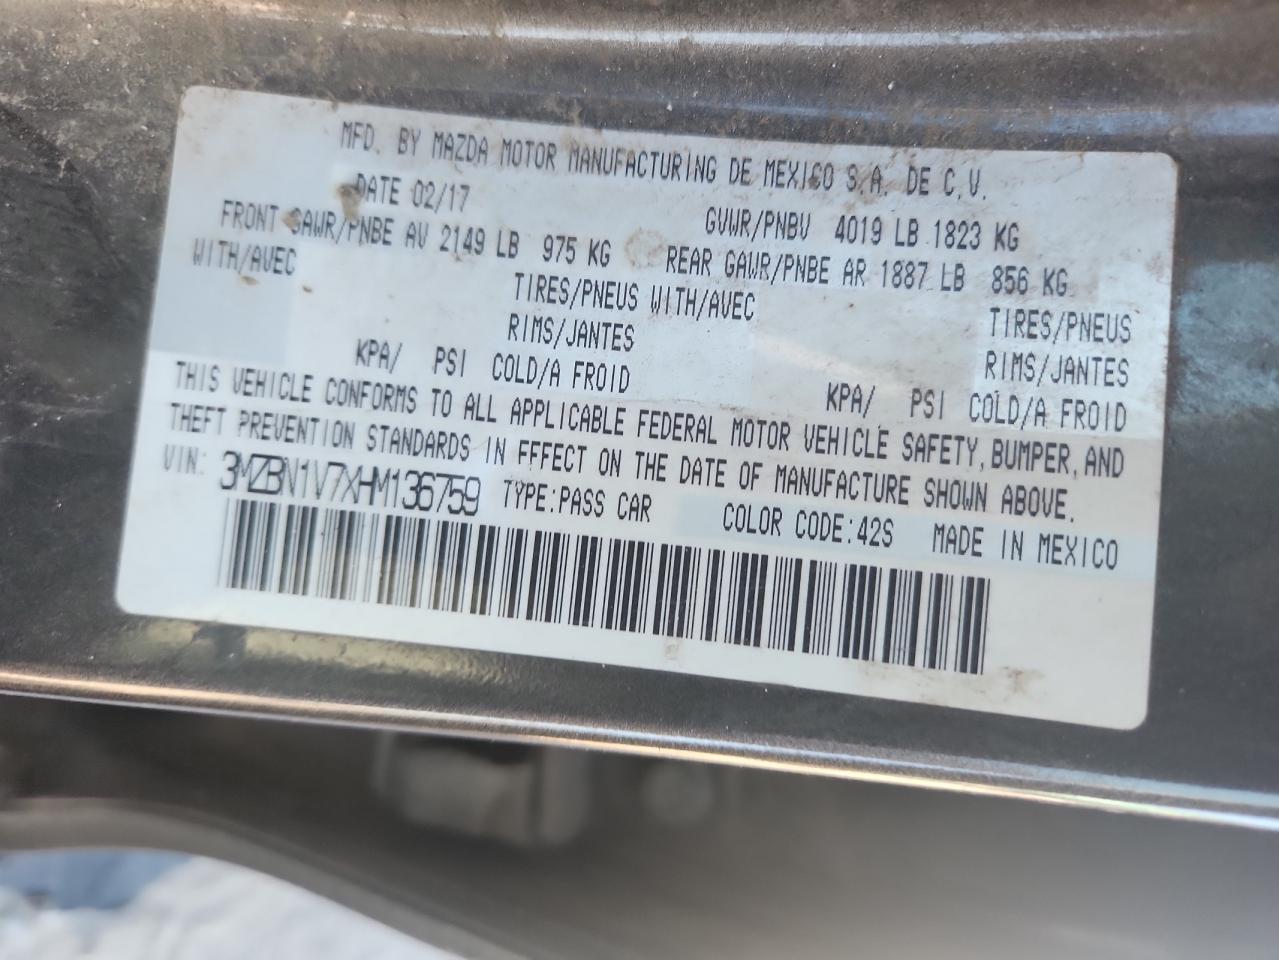 MFD. BY MAZDA MOTOR MANUFACTURING DE MEXICO S.A. DE C.V.
DATE 02/17 GVWR/PNBV 4019 LB 1823 KG
FRONT GAWR/PNBE AV 2149 LB 975 KG REAR GAWR/PNBE AR 1887 LB 856 KG
WITH/AVEC TIRES/PNEUS WITH/AVEC TIRES/PNEUS
RIMS/JANTES RIMS/JANTES
KPA/ PSI COLD/A FROID KPA/ PSI COLD/A FROID
THIS VEHICLE CONFORMS TO ALL APPLICABLE FEDERAL MOTOR VEHICLE SAFETY, BUMPER, AND
THEFT PREVENTION STANDARDS IN EFFECT ON THE DATE OF MANUFACTURE SHOWN ABOVE.
VIN: 3MZBN1V7XHM136759 TYPE:PASS CAR COLOR CODE:42S MADE IN MEXICO